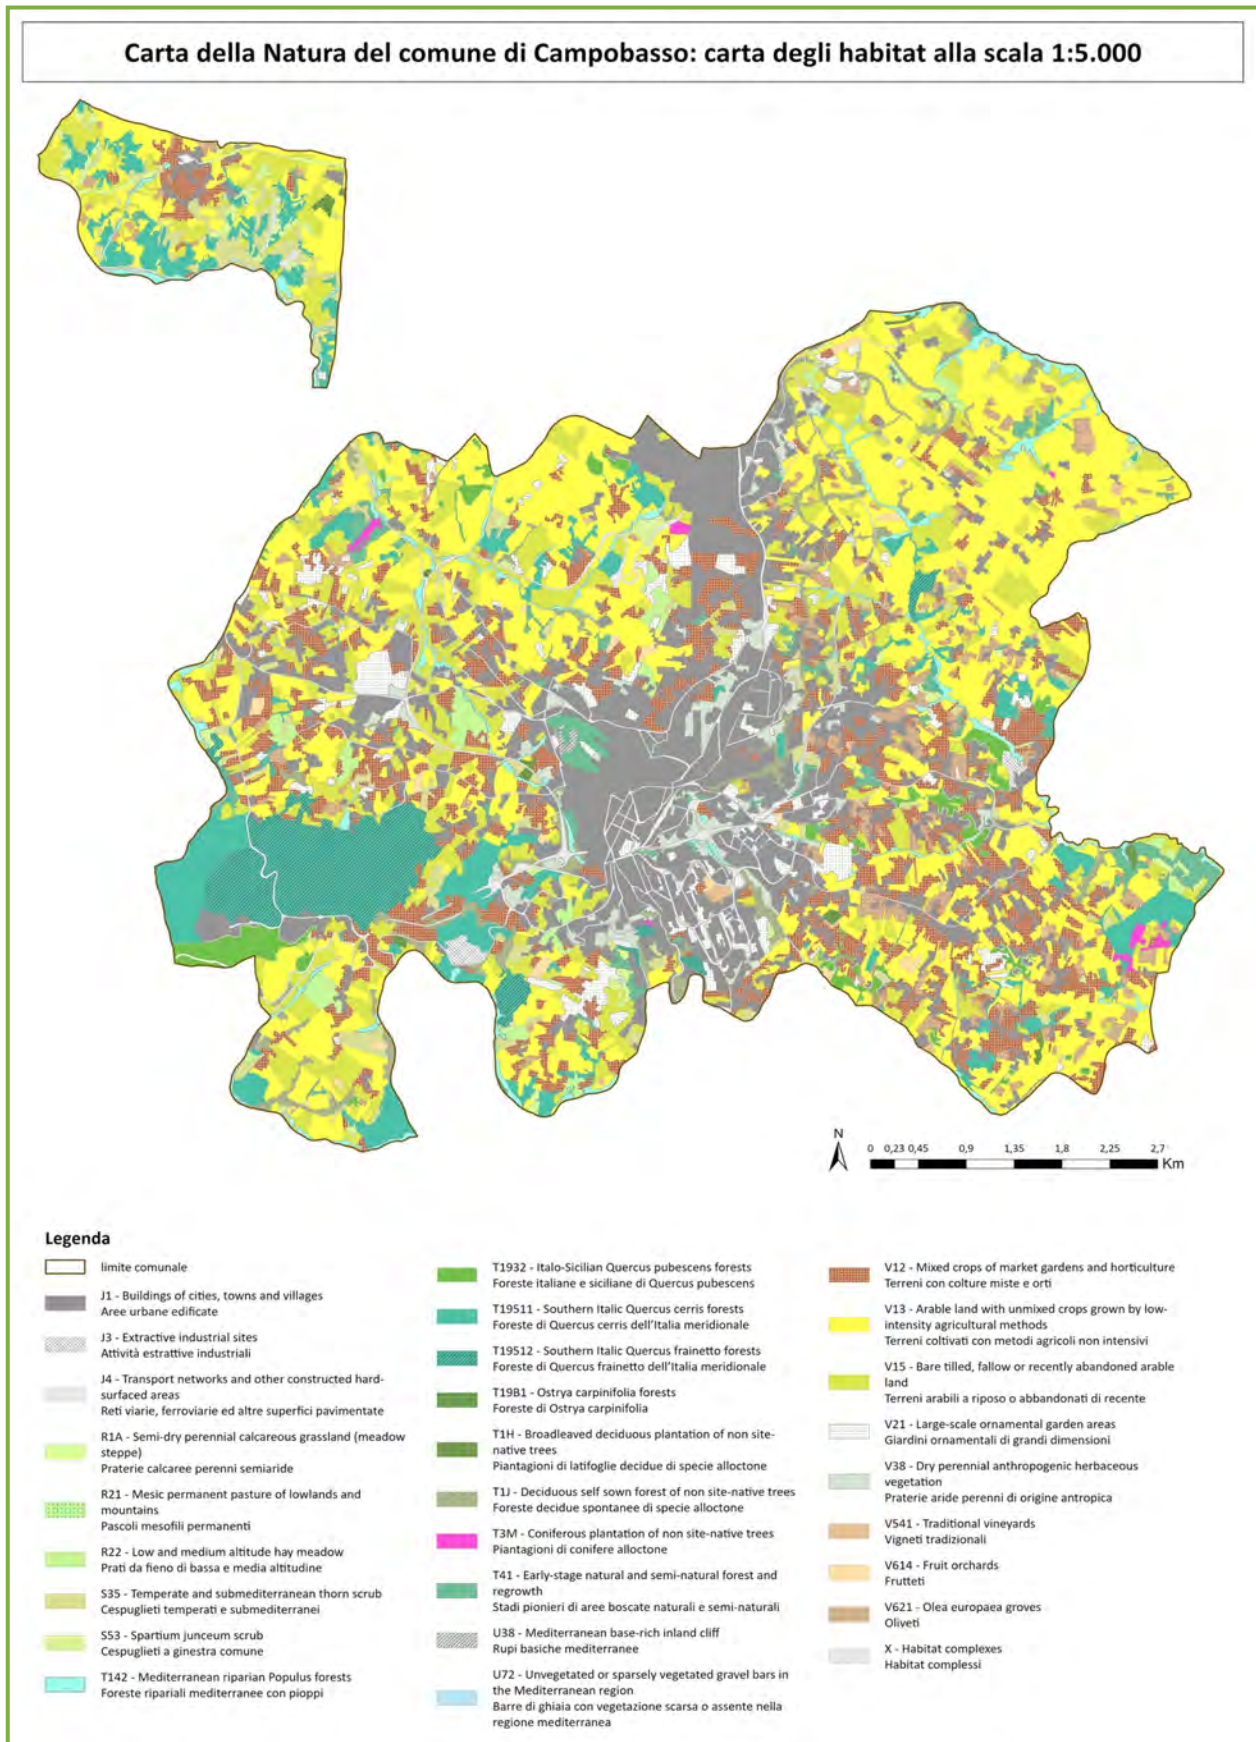 Carta della Natura del comune di Campobasso: carta degli habitat alla scala 1:5.000
N
0 0,23 0,45 0,9 1,35 1,8 2,25 2,7
Km
Legenda
limite comunale
J1 - Buildings of cities, towns and villages
Aree urbane edificate
J3 - Extractive industrial sites
Attività estrattive industriali
J4 - Transport networks and other constructed hard-
surfaced areas
Reti viarie, ferroviarie ed altre superfici pavimentate
R1A - Semi-dry perennial calcareous grassland (meadow
steppe)
Praterie calcaree perenni semiaride
R21 - Mesic permanent pasture of lowlands and
mountains
Pascoli mesofili permanenti
R22 - Low and medium altitude hay meadow
Prati da fieno di bassa e media altitudine
S35 - Temperate and submediterranean thorn scrub
Cespuglieti temperati e submediterranei
S53 - Spartium junceum scrub
Cespuglieti a ginestra comune
T142 - Mediterranean riparian Populus forests
Foreste ripariali mediterranee con pioppi
T1932 - Italo-Sicilian Quercus pubescens forests
Foreste italiane e siciliane di Quercus pubescens
T19511 - Southern Italic Quercus cerris forests
Foreste di Quercus cerris dell'Italia meridionale
T19512 - Southern Italic Quercus frainetto forests
Foreste di Quercus frainetto dell'Italia meridionale
T19B1 - Ostrya carpinifolia forests
Foreste di Ostrya carpinifolia
T1H - Broadleaved deciduous plantation of non site-
native trees
Piantagioni di latifoglie decidue di specie alloctone
T1J - Deciduous self sown forest of non site-native trees
Foreste decidue spontanee di specie alloctone
T3M - Coniferous plantation of non site-native trees
Piantagioni di conifere alloctone
T41 - Early-stage natural and semi-natural forest and
regrowth
Stadi pionieri di aree boscate naturali e semi-naturali
U38 - Mediterranean base-rich inland cliff
Rupi basiche mediterranee
U72 - Unvegetated or sparsely vegetated gravel bars in
the Mediterranean region
Barre di ghiaia con vegetazione scarsa o assente nella
regione mediterranea
V12 - Mixed crops of market gardens and horticulture
Terreni con colture miste e orti
V13 - Arable land with unmixed crops grown by low-
intensity agricultural methods
Terreni coltivati con metodi agricoli non intensivi
V15 - Bare tilled, fallow or recently abandoned arable
land
Terreni arabili a riposo o abbandonati di recente
V21 - Large-scale ornamental garden areas
Giardini ornamentali di grandi dimensioni
V38 - Dry perennial anthropogenic herbaceous
vegetation
Praterie aride perenni di origine antropica
V541 - Traditional vineyards
Vigneti tradizionali
V614 - Fruit orchards
Frutteti
V621 - Olea europaea groves
Oliveti
X - Habitat complexes
Habitat complessi